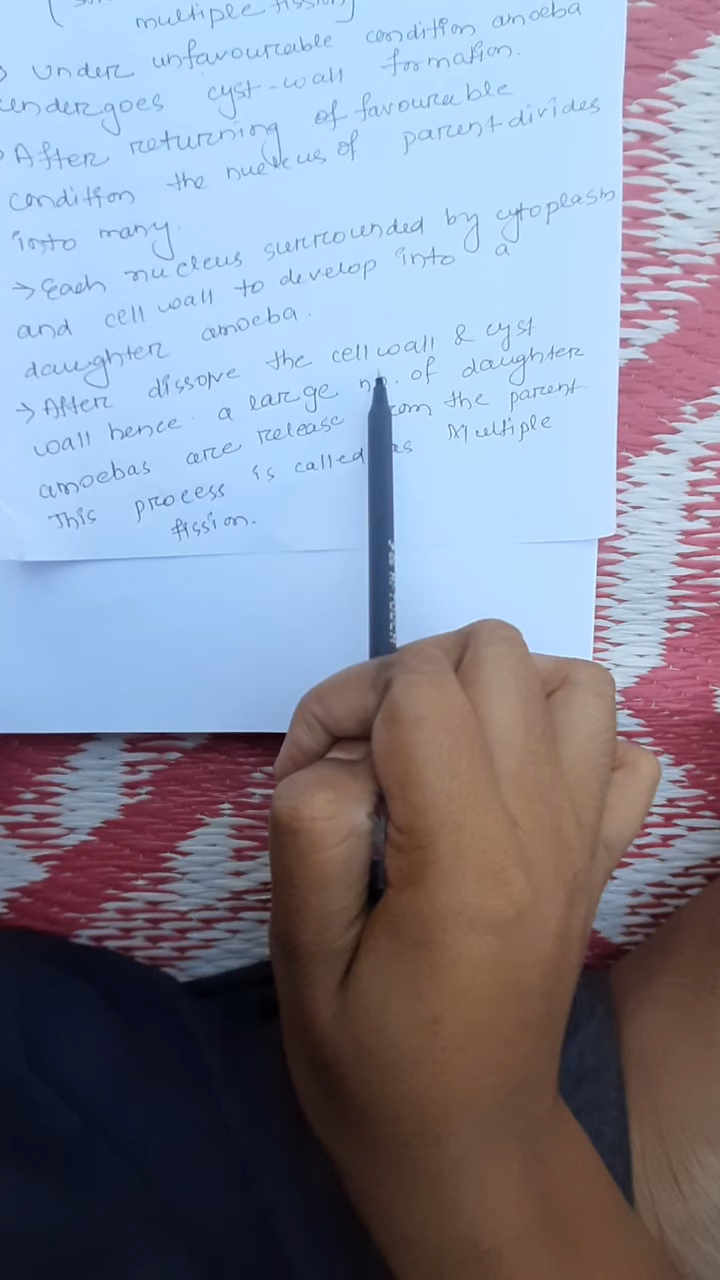 multiple fission]
under unfavourable condition amoeba
undergoes cyst-wall formation.
After returning of favourable
condition the nucleus of parent divides
into many.
→ Each nucleus surrounded by cytoplasm
and cell wall to develop into a
daughter amoeba.
→ After dissolve the cellwall & cyst
wall hence a large no. of daughter
amoebas are release from the parent.
This process is called as Multiple
fission.